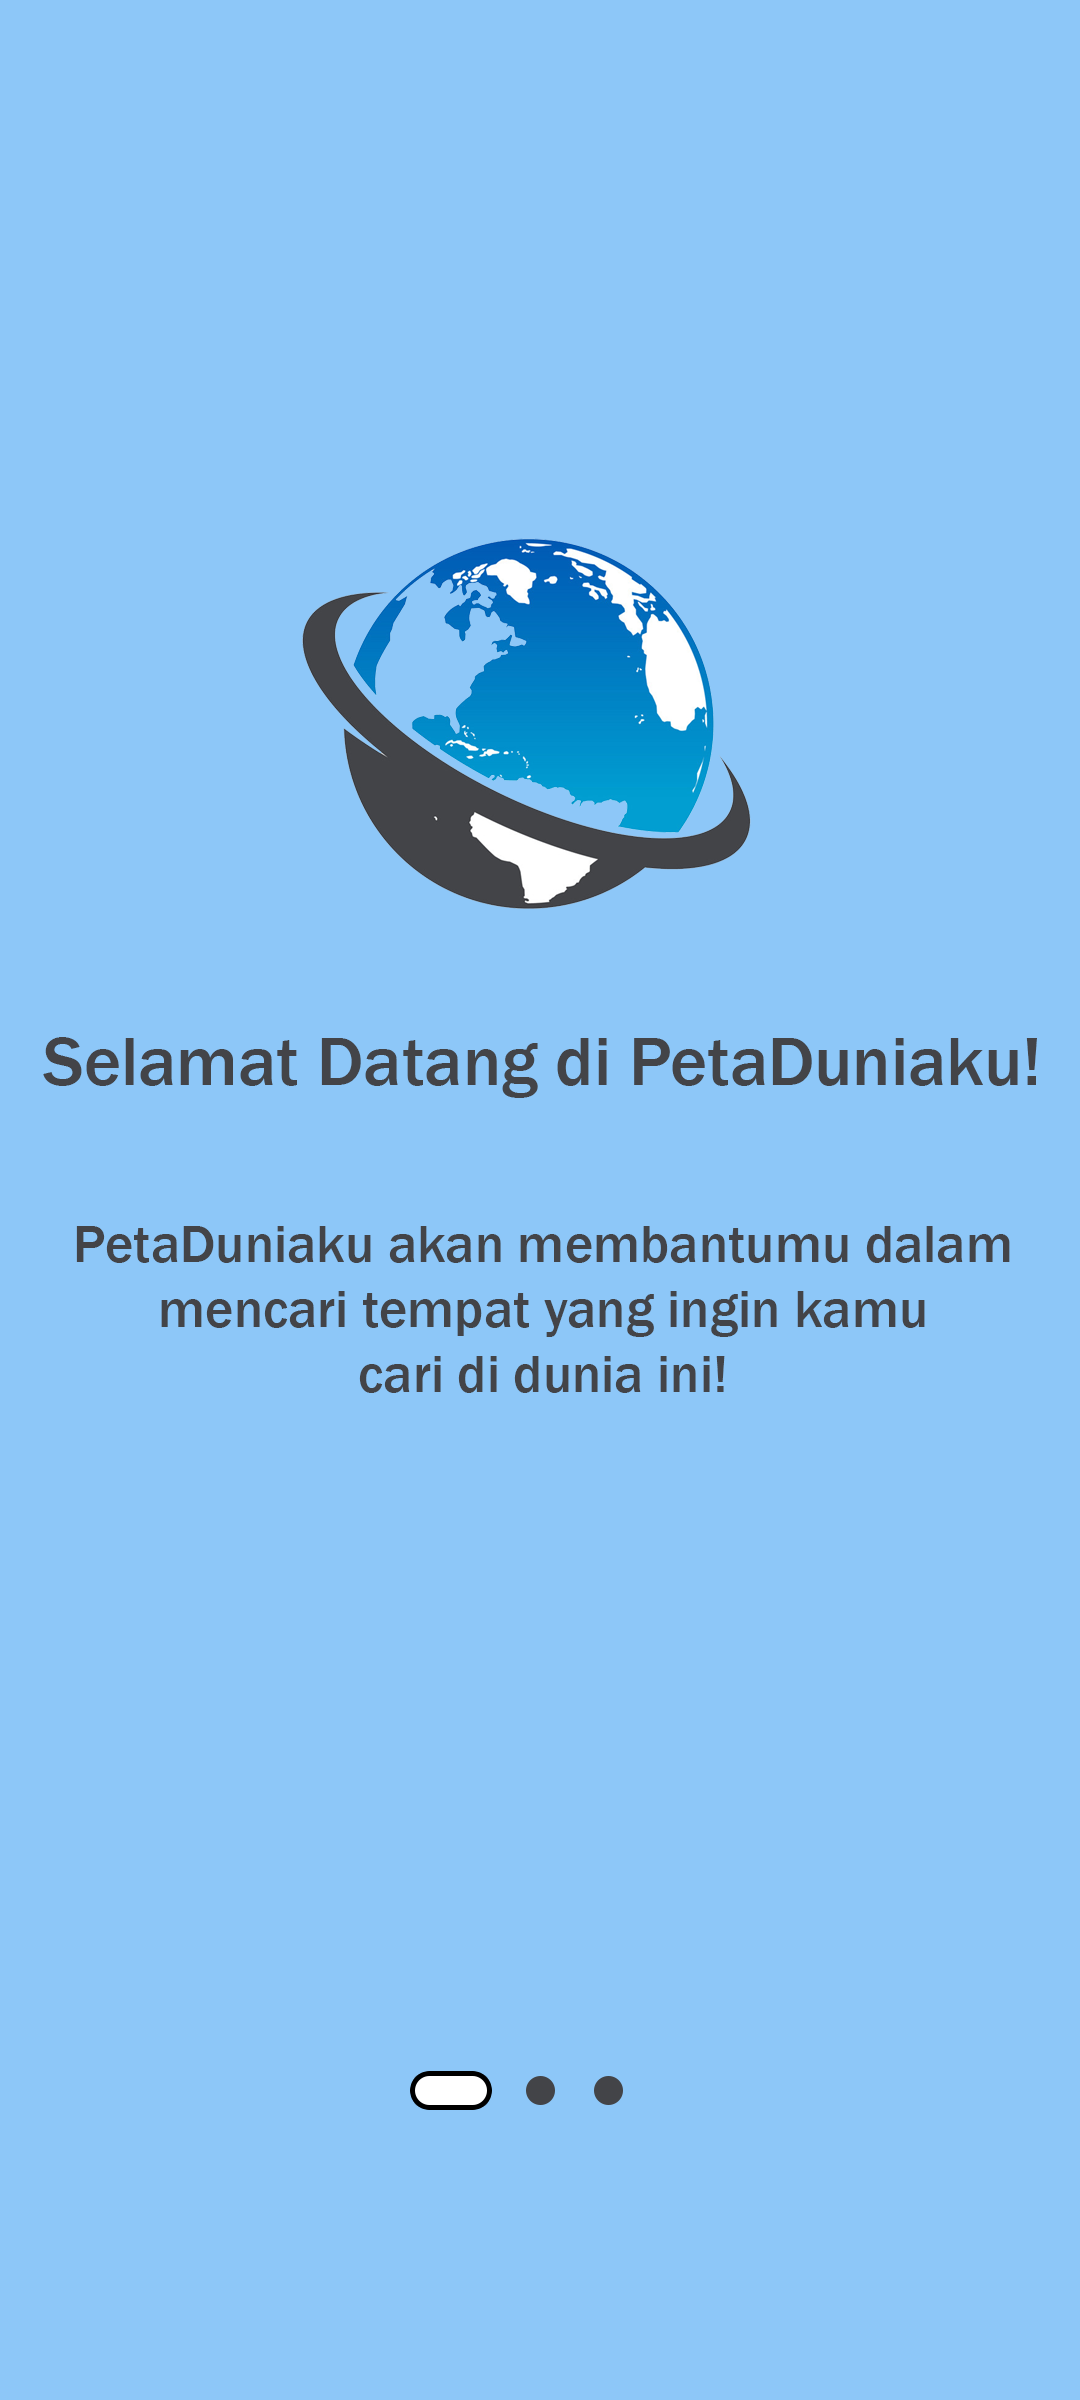 Selamat Datang di PetaDuniaku!
PetaDuniaku akan membantumu dalam
mencari tempat yang ingin kamu
cari di dunia ini!